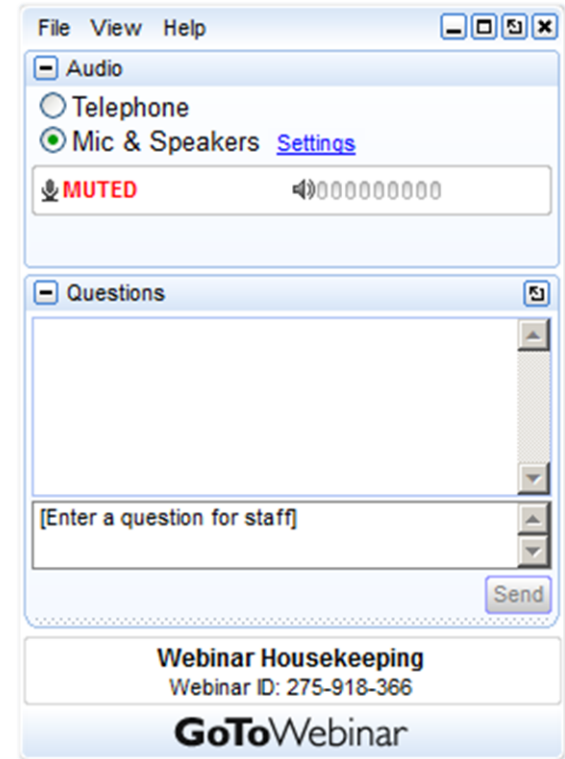 File View Help
Audio
Telephone
Mic & Speakers Settings
MUTED
Questions
[Enter a question for staff]
Send
Webinar Housekeeping
Webinar ID: 275-918-366
GoToWebinar